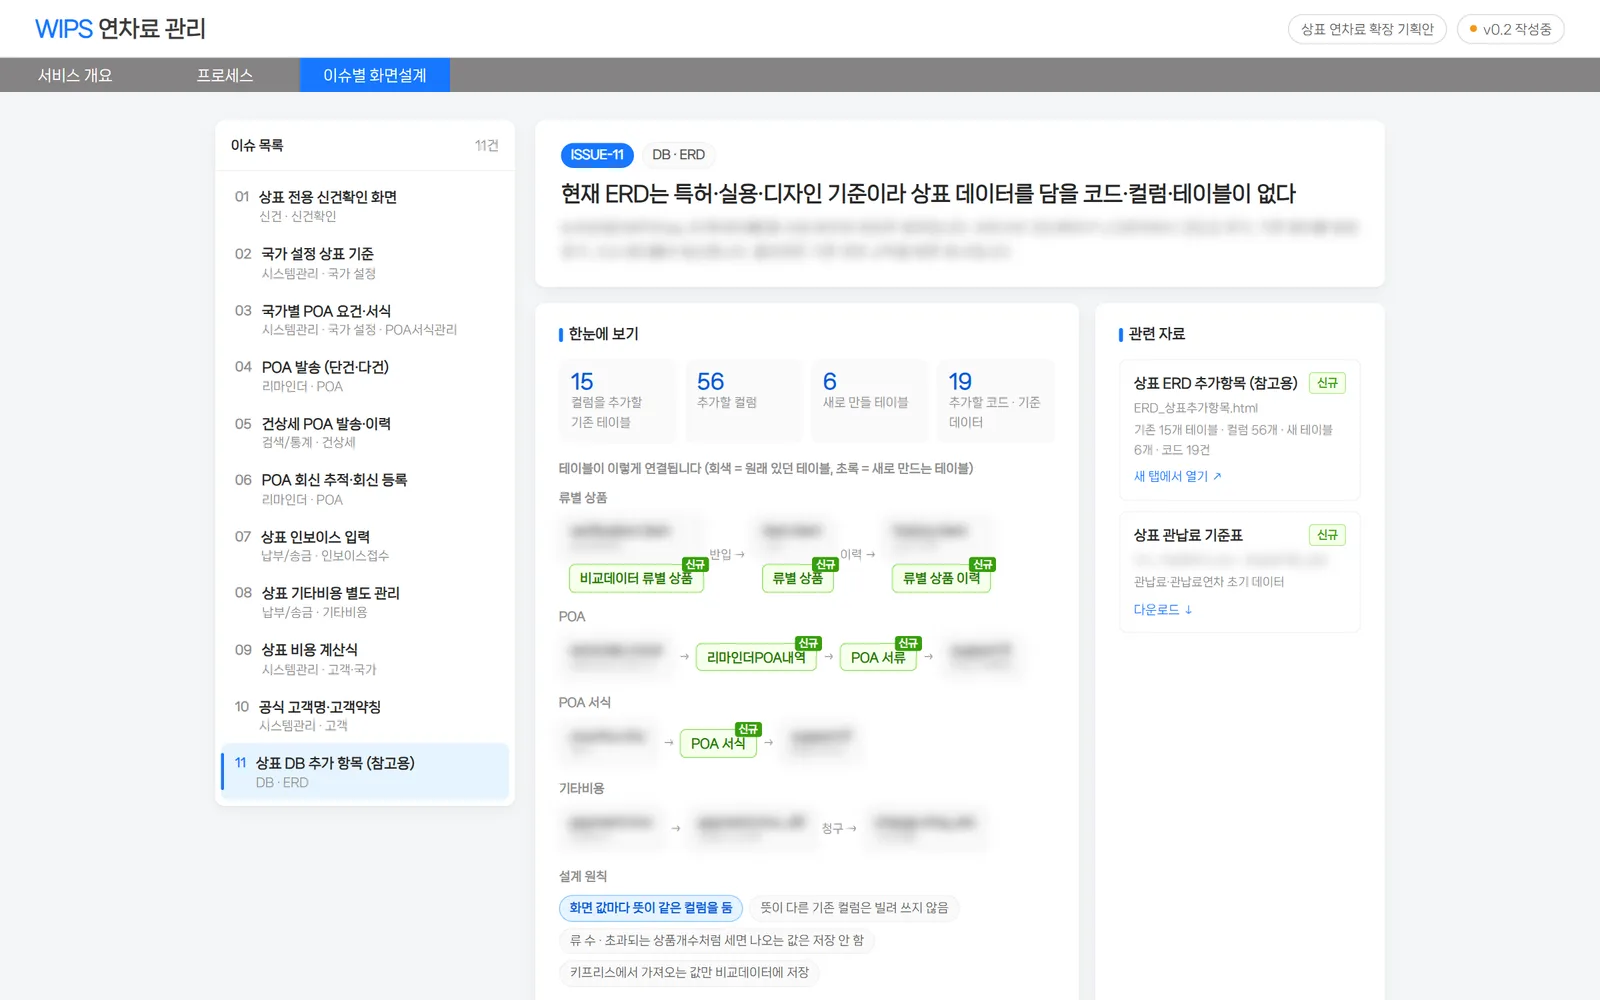 WIPS 연차료 관리
상표 연차료 확장 기획안
v0.2 작성중
서비스 개요
프로세스
이슈별 화면설계
이슈 목록
11건
01 상표 전용 신건확인 화면
신건 · 신건확인
02 국가 설정 상표 기준
시스템관리 · 국가 설정
03 국가별 POA 요건·서식
시스템관리 · 국가 설정 · POA서식관리
04 POA 발송 (단건·다건)
리마인더 · POA
05 건상세 POA 발송·이력
검색/통계 · 건상세
06 POA 회신 추적·회신 등록
리마인더 · POA
07 상표 인보이스 입력
납부/송금 · 인보이스접수
08 상표 기타비용 별도 관리
납부/송금 · 기타비용
09 상표 비용 계산식
시스템관리 · 고객·국가
10 공식 고객명·고객약칭
시스템관리 · 고객
11 상표 DB 추가 항목 (참고용)
DB · ERD
ISSUE-11
DB · ERD
현재 ERD는 특허·실용·디자인 기준이라 상표 데이터를 담을 코드·컬럼·테이블이 없다
한눈에 보기
15
컬럼을 추가할
기존 테이블
56
추가할 컬럼
6
새로 만들 테이블
19
추가할 코드 · 기준
데이터
테이블이 이렇게 연결됩니다 (회색 = 원래 있던 테이블, 초록 = 새로 만드는 테이블)
류별 상품
신규
비교데이터 류별 상품
반입 →
신규
류별 상품
이력 →
신규
류별 상품 이력
POA
→
신규
리마인더POA내역
→
신규
POA 서류
→
POA 서식
→
신규
POA 서식
→
기타비용
→
청구 →
설계 원칙
화면 값마다 뜻이 같은 컬럼을 둠
뜻이 다른 기존 컬럼은 빌려 쓰지 않음
류 수 · 초과되는 상품개수처럼 세면 나오는 값은 저장 안 함
키프리스에서 가져오는 값만 비교데이터에 저장
관련 자료
상표 ERD 추가항목 (참고용)
신규
ERD_상표추가항목.html
기존 15개 테이블 · 컬럼 56개 · 새 테이블
6개 · 코드 19건
새 탭에서 열기 ↗
상표 관납료 기준표
신규
관납료·관납료연차 초기 데이터
다운로드 ↓